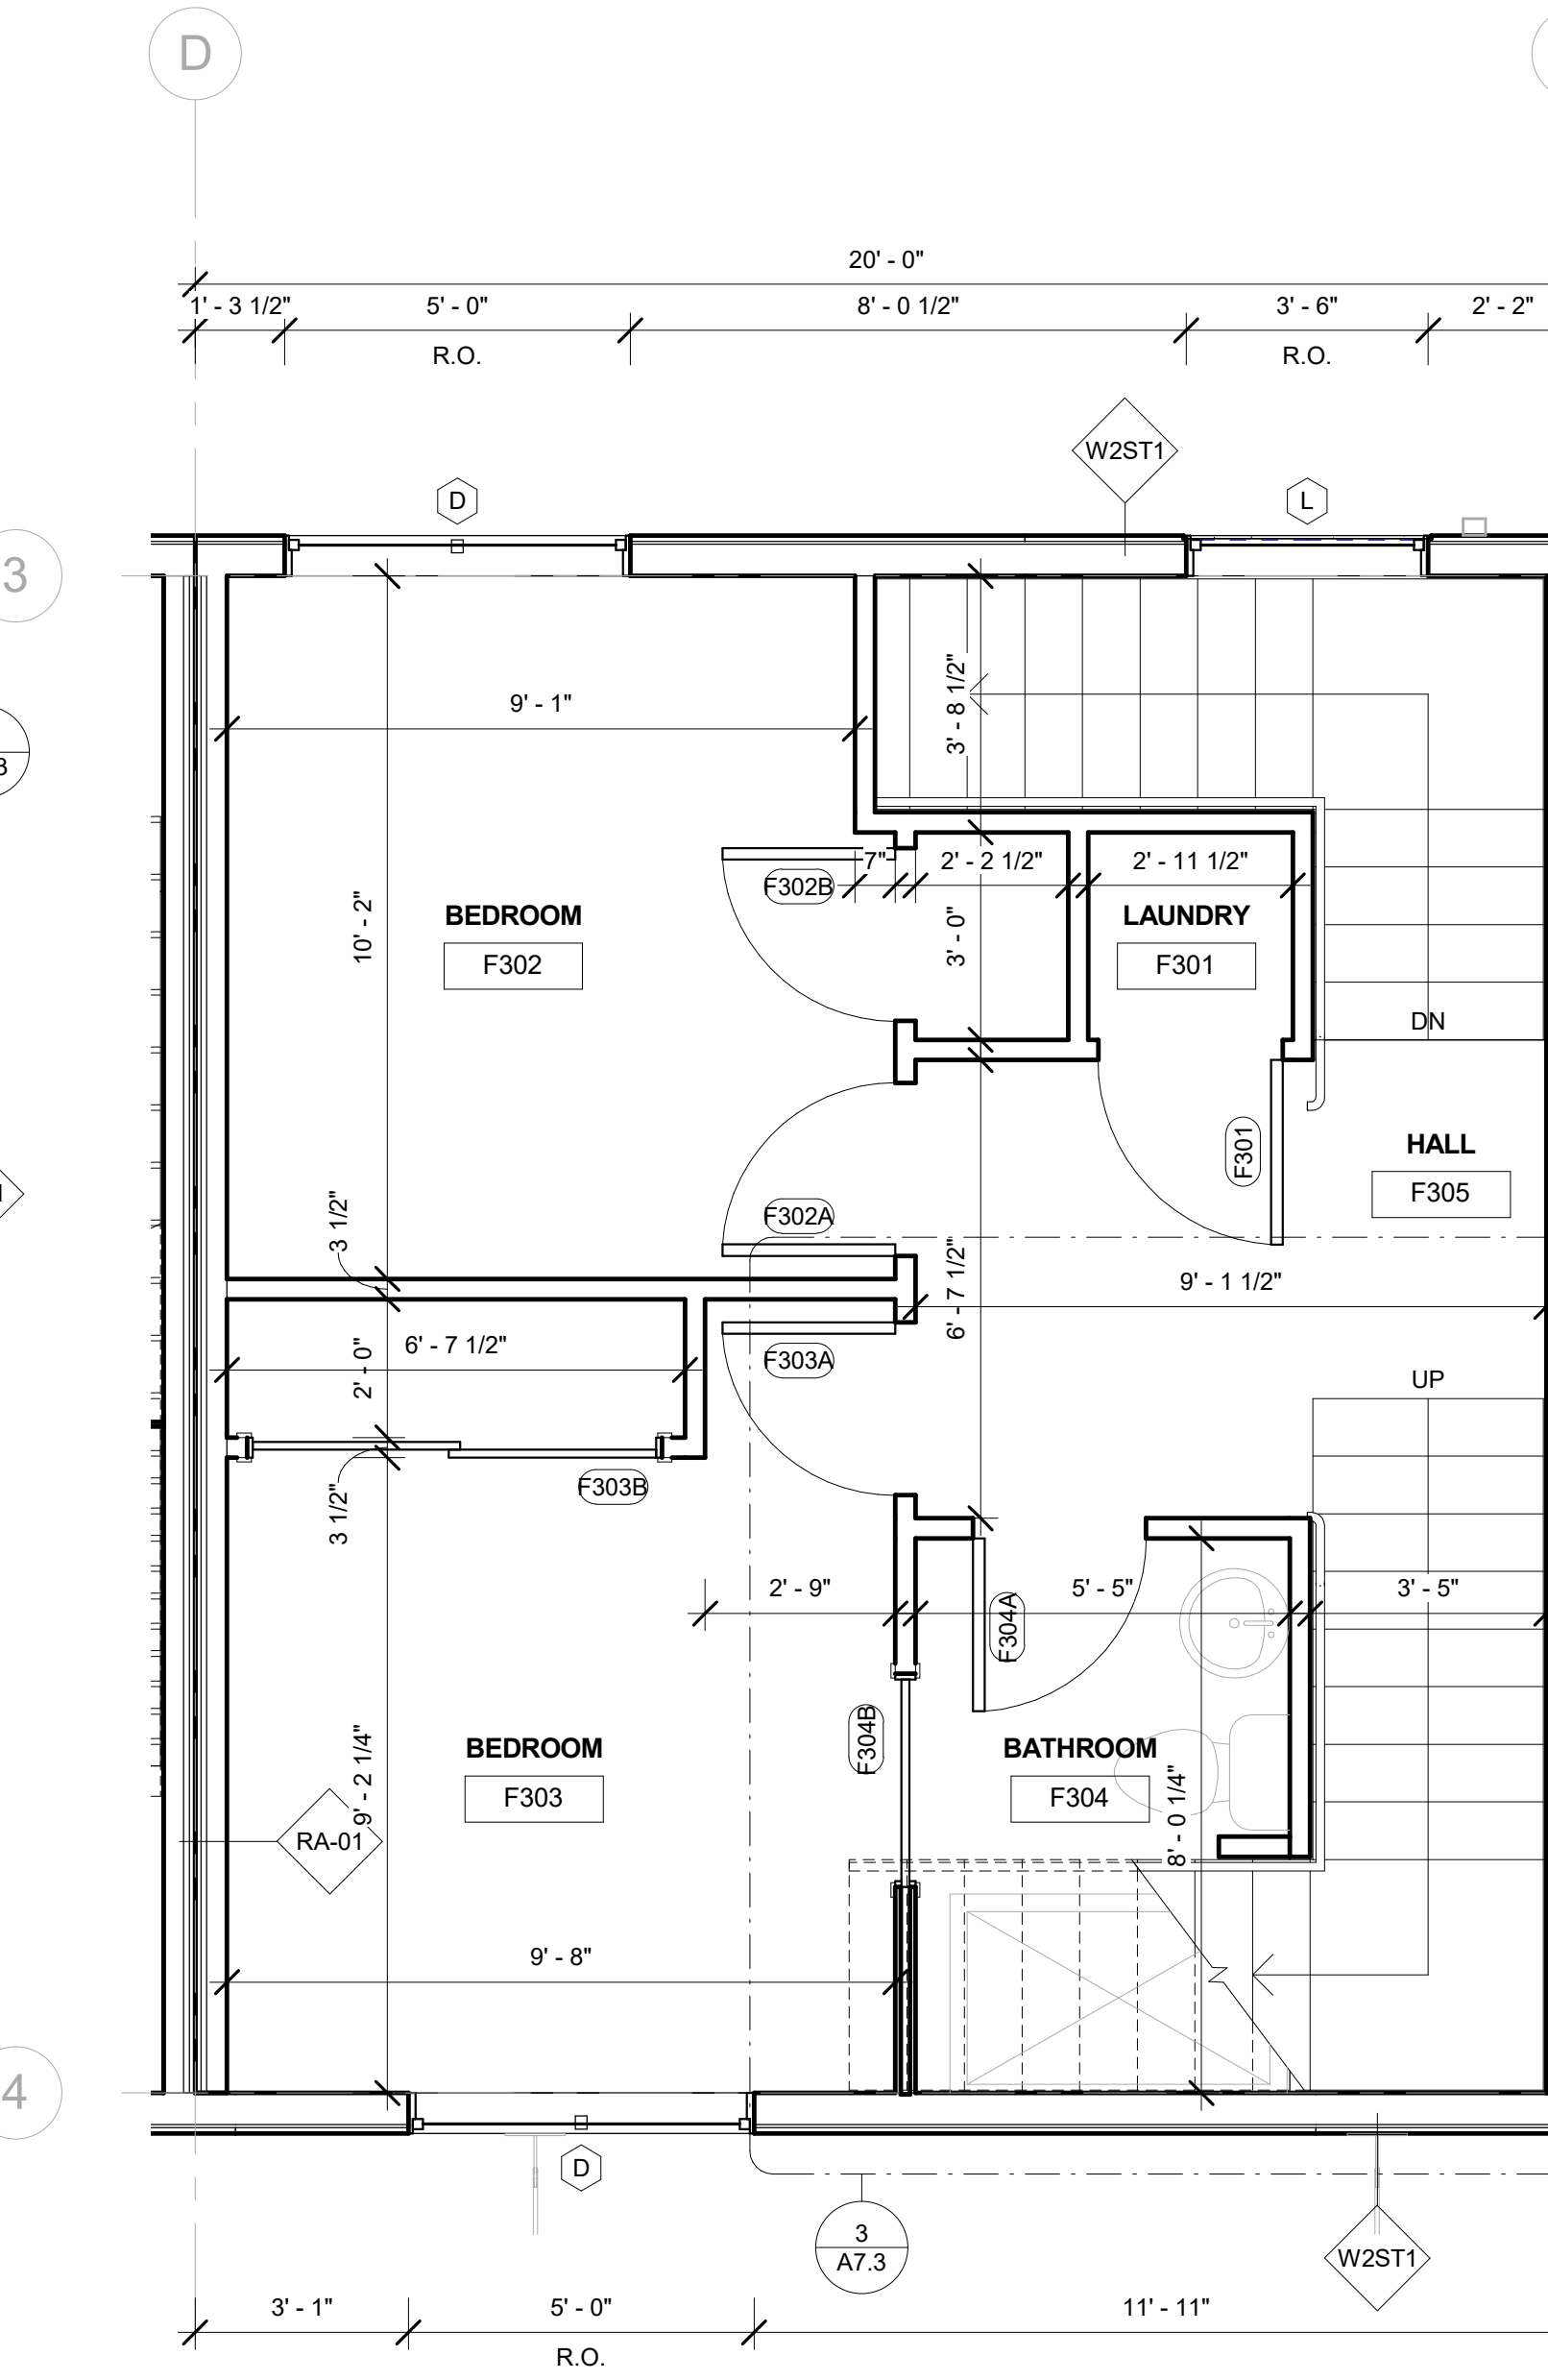 D
20' - 0"
1' - 3 1/2"
5' - 0"
8' - 0 1/2"
3' - 6"
2' - 2"
R.O.
R.O.
W2ST1
D
L
3
3
9' - 1"
3' - 8 1/2"
7"
2' - 2 1/2"
2' - 11 1/2"
F302B
10' - 2"
BEDROOM
F302
3' - 0"
LAUNDRY
F301
DN
F301
HALL
F305
F302A
3 1/2"
6' - 7 1/2"
9' - 1 1/2"
2' - 0"
6' - 7 1/2"
F303A
UP
3 1/2"
F303B
2' - 9"
F304A
5' - 5"
3' - 5"
9' - 2 1/4"
BEDROOM
F303
F304B
BATHROOM
F304
8' - 0 1/4"
RA-01
9' - 8"
4
D
3
A7.3
W2ST1
3' - 1"
5' - 0"
11' - 11"
R.O.